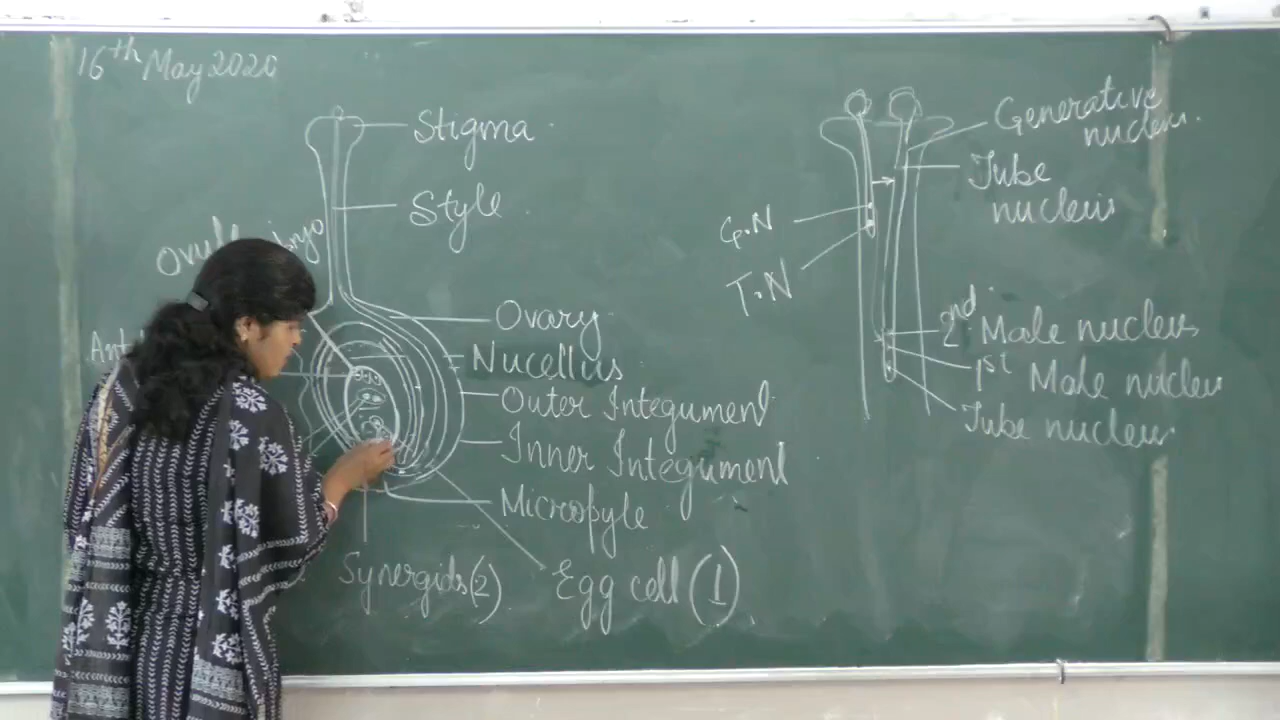 16th May 2020
Stigma
Style
Ovary
Nucellus
Outer Integument
Inner Integument
Micropyle
Synergids(2)
Egg cell (1)
Generative
nucleus.
Tube
nucleus
G.N
T.N
2nd Male nucleus
1st Male nucleus
Tube nucleus